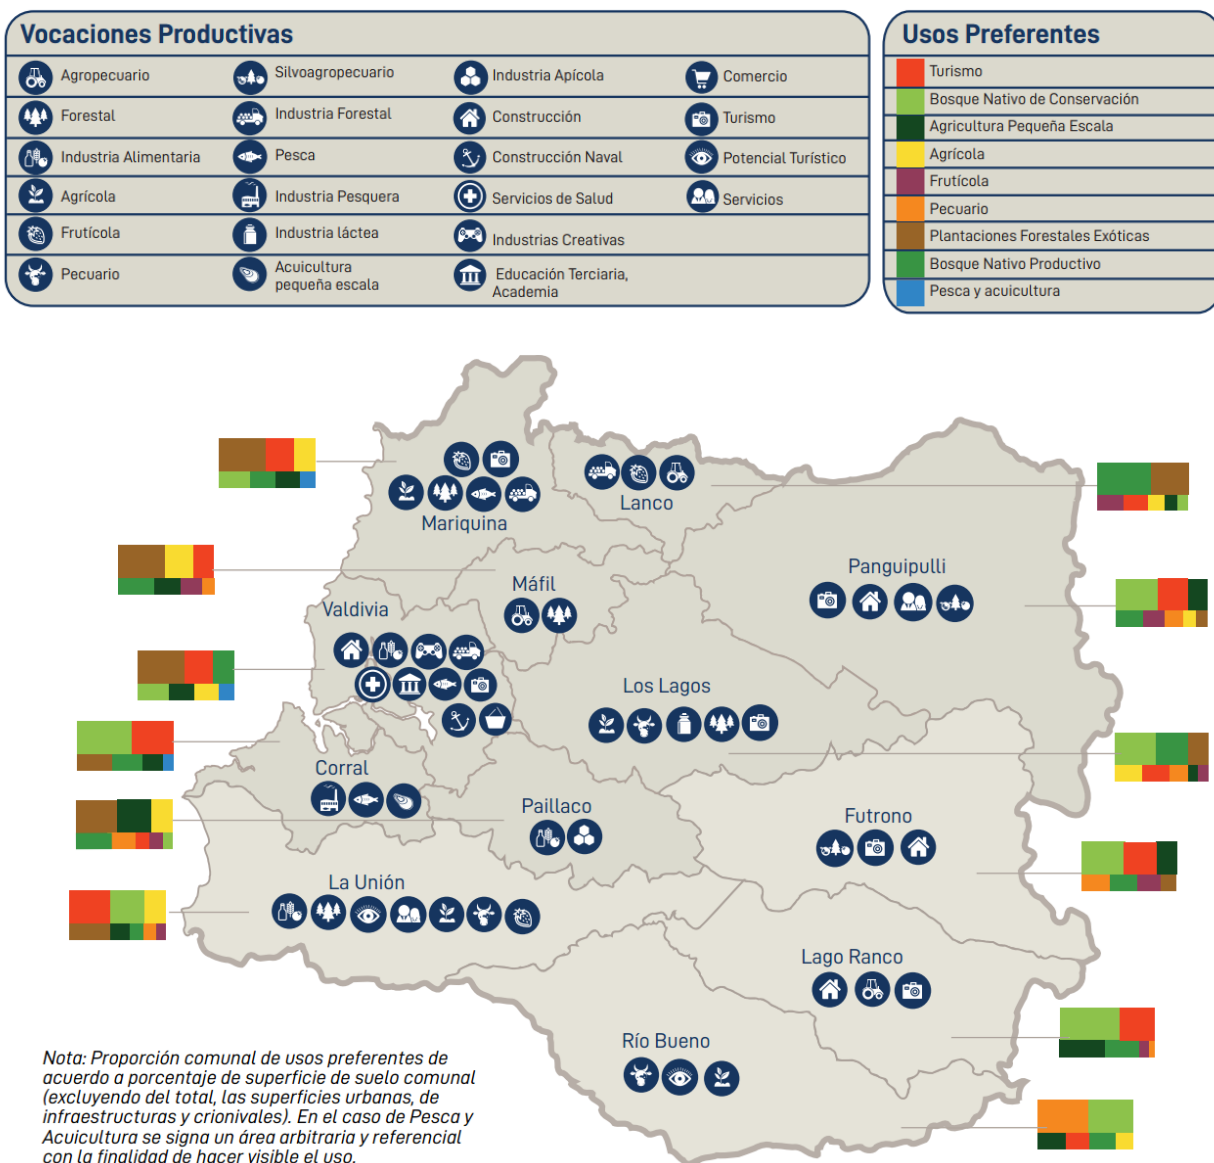 Vocaciones Productivas
Agropecuario
Silvoagropecuario
Industria Apícola
Comercio
Forestal
Industria Forestal
Construcción
Turismo
Industria Alimentaria
Pesca
Construcción Naval
Potencial Turístico
Agrícola
Industria Pesquera
Servicios de Salud
Servicios
Frutícola
Industria láctea
Industrias Creativas
Pecuario
Acuicultura
pequeña escala
Educación Terciaria,
Academia
Usos Preferentes
Turismo
Bosque Nativo de Conservación
Agricultura Pequeña Escala
Agrícola
Frutícola
Pecuario
Plantaciones Forestales Exóticas
Bosque Nativo Productivo
Pesca y acuicultura
Mariquina
Lanco
Panguipulli
Máfil
Valdivia
Los Lagos
Corral
Paillaco
Futrono
La Unión
Lago Ranco
Río Bueno
Nota: Proporción comunal de usos preferentes de
acuerdo a porcentaje de superficie de suelo comunal
(excluyendo del total, las superficies urbanas, de
infraestructuras y crionivales). En el caso de Pesca y
Acuicultura se signa un área arbitraria y referencial
con la finalidad de hacer visible el uso.